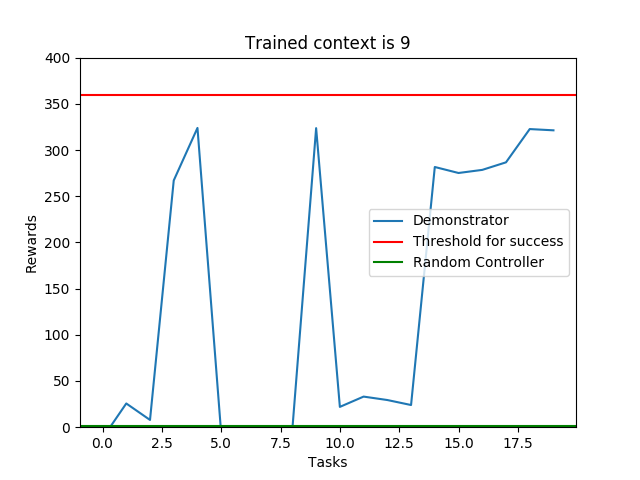 Trained context is 9
400
350
300
250
200
150
100
50
0
Rewards
Demonstrator
Threshold for success
Random Controller
0.0 2.5 5.0 7.5 10.0 12.5 15.0 17.5
Tasks